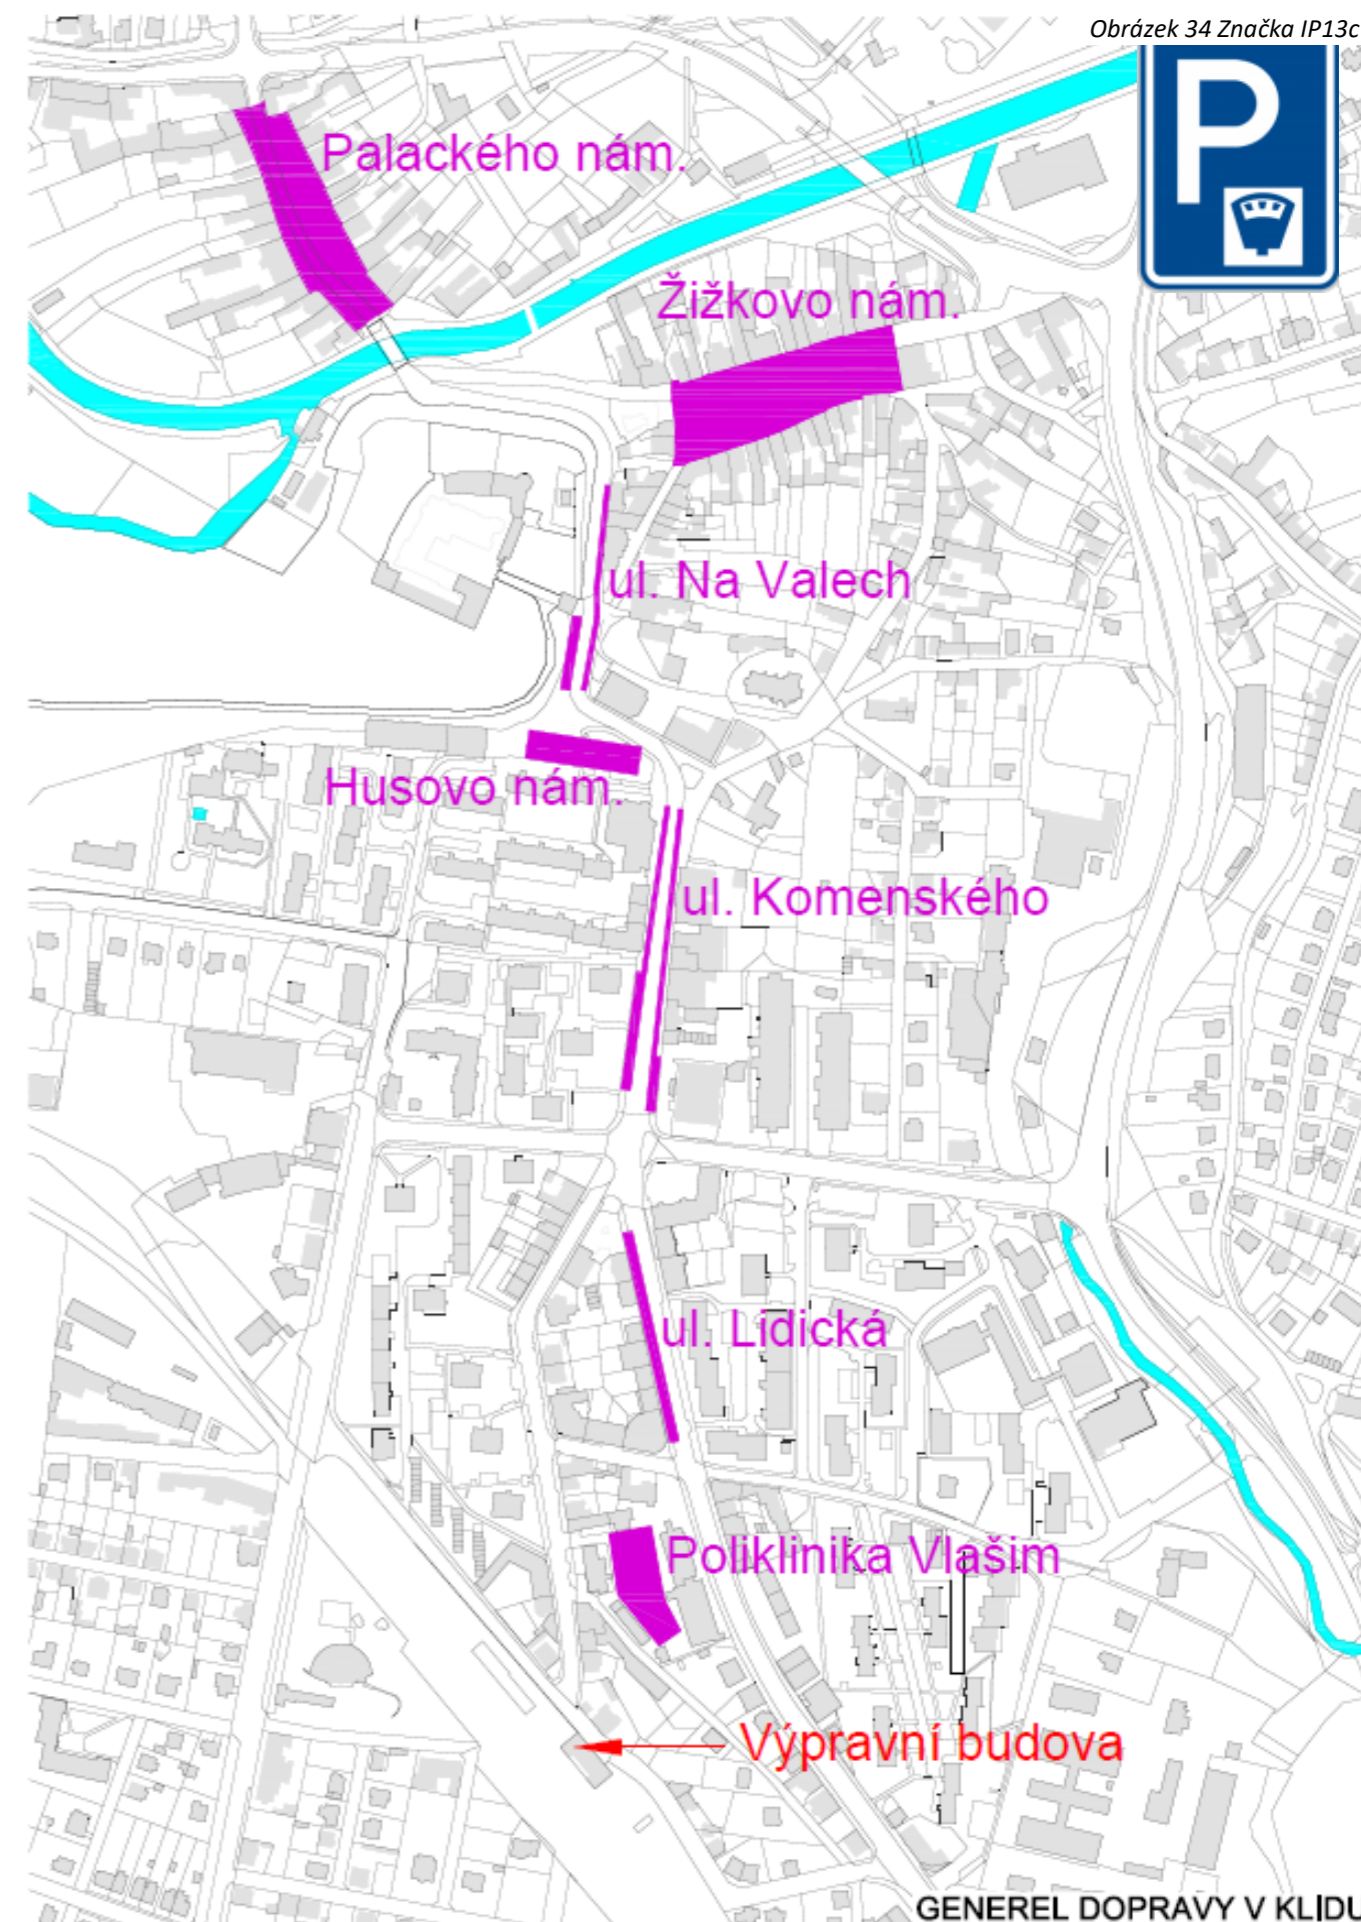 Obrázek 34 Značka IP13c
P
Palackého nám.
Žižkovo nám.
ul. Na Valech
Husovo nám.
ul. Komenského
ul. Lidická
Poliklinika Vlašim
Výpravní budova
GENEREL DOPRAVY V KLIDU